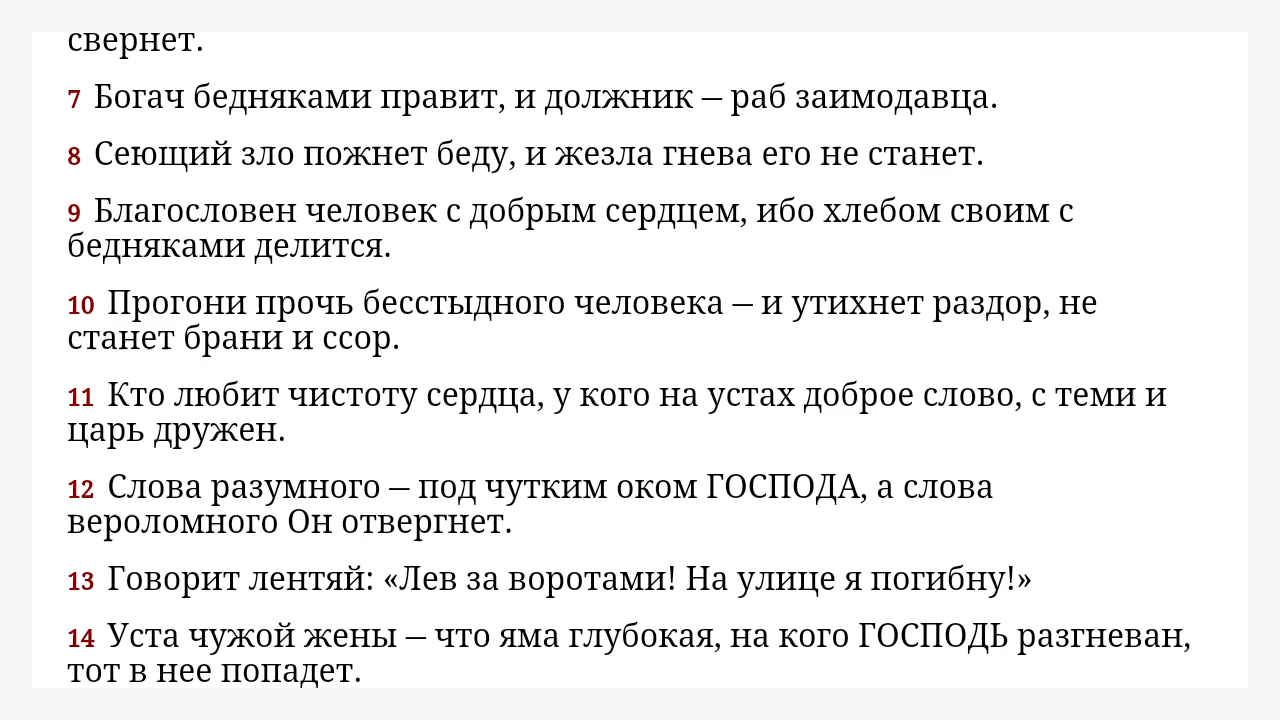 свернет.
7 Богач бедняками правит, и должник — раб заимодавца.
8 Сеющий зло пожнет беду, и жезла гнева его не станет.
9 Благословен человек с добрым сердцем, ибо хлебом своим с
бедняками делится.
10 Прогони прочь бесстыдного человека — и утихнет раздор, не
станет брани и ссор.
11 Кто любит чистоту сердца, у кого на устах доброе слово, с теми и
царь дружен.
12 Слова разумного — под чутким оком ГОСПОДА, а слова
вероломного Он отвергнет.
13 Говорит лентяй: «Лев за воротами! На улице я погибну!»
14 Уста чужой жены — что яма глубокая, на кого ГОСПОДЬ разгневан,
тот в нее попадет.